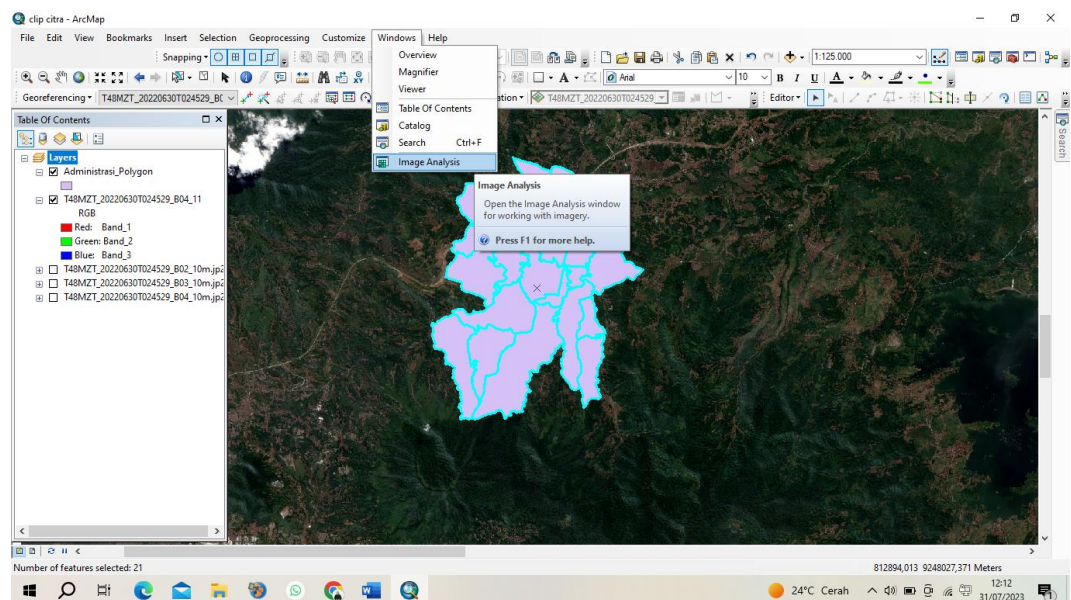 clip citra - ArcMap
File Edit View Bookmarks Insert Selection Geoprocessing Customize Windows Help
Snapping
1:125.000
A Arial 10 B I U A
Georeferencing T48MZT_20220630T024529_B T48MZT_20220630T024529_ Editor
Overview
Magnifier
Viewer
Table Of Contents
Catalog
Search Ctrl+F
Image Analysis
Image Analysis
Open the Image Analysis window
for working with imagery.
Press F1 for more help.
Table Of Contents
Layers
Administrasi_Polygon
T48MZT_20220630T024529_B04_11
RGB
Red: Band_1
Green: Band_2
Blue: Band_3
T48MZT_20220630T024529_B02_10m.jp2
T48MZT_20220630T024529_B03_10m.jp2
T48MZT_20220630T024529_B04_10m.jp2
Search
Number of features selected: 21
812894,013 9248027,371 Meters
24°C Cerah
12:12
31/07/2023